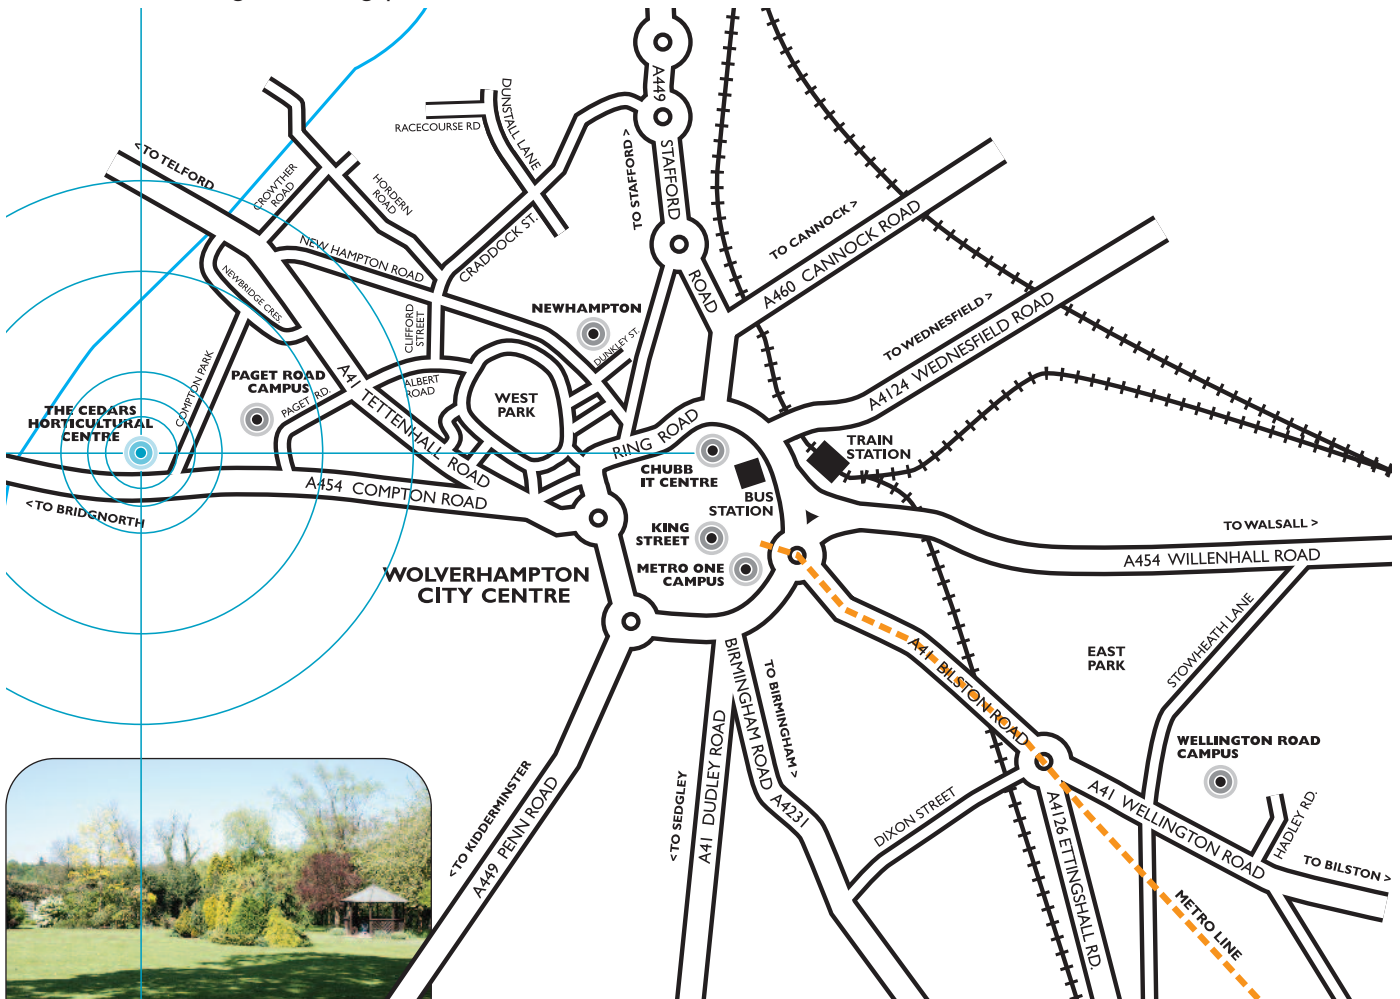 <TO TELFORD
CROWTHER
ROAD
HORDERN
ROAD
RACECOURSE RD
DUNSTALL LANE
CRADDOCK ST.
NEW HAMPTON ROAD
NEWBRIDGE CRES
CLIFFORD
STREET
A449
STAFFORD
ROAD
TO STAFFORD >
TO CANNOCK >
A460 CANNOCK ROAD
TO WEDNESFIELD >
A4124 WEDNESFIELD ROAD
NEWHAMPTON
DUNKLEY ST.
COMPTON PARK
PAGET ROAD
CAMPUS
PAGET RD.
ALBERT
ROAD
A41 TETTENHALL ROAD
WEST
PARK
THE CEDARS
HORTICULTURAL
CENTRE
RING ROAD
CHUBB
IT CENTRE
BUS
STATION
TRAIN
STATION
A454 COMPTON ROAD
<TO BRIDGNORTH
KING
STREET
METRO ONE
CAMPUS
WOLVERHAMPTON
CITY CENTRE
TO WALSALL >
A454 WILLENHALL ROAD
STOWHEATH LANE
EAST
PARK
A41 BILSTON ROAD
WELLINGTON ROAD
CAMPUS
A41 WELLINGTON ROAD
HADLEY RD.
TO BILSTON >
METRO LINE
A4126 ETTINGSHALL RD.
DIXON STREET
BIRMINGHAM ROAD A4231
TO BIRMINGHAM >
A41 DUDLEY ROAD
<TO SEDGLEY
A449 PENN ROAD
<TO KIDDERMINSTER